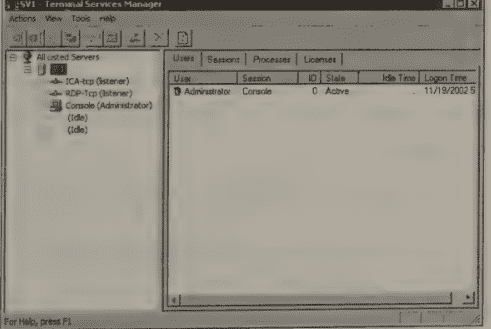 SV1 - Terminal Services Manager
Actions View Tools Help
All Listed Servers
ICA-tcp (listener)
RDP-Tcp (listener)
Console (Administrator)
(Idle)
(Idle)
Users Sessions Processes Licenses
User Session ID State Idle Time Logon Time
Administrator Console 0 Active . 11/19/2002 5
For Help, press F1